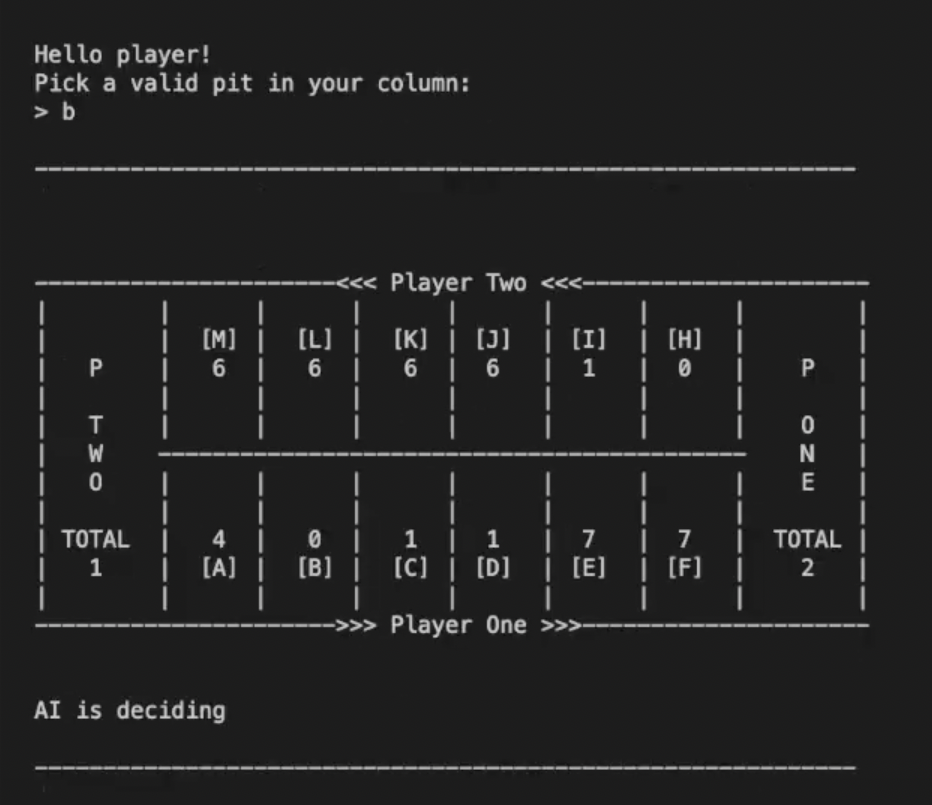 Hello player!
Pick a valid pit in your column:
> b
<<< Player Two <<<
[M] [L] [K] [J] [I] [H]
P 6 6 6 6 1 0 P
T O
W N
O E
TOTAL 4 0 1 1 7 7 TOTAL
1 [A] [B] [C] [D] [E] [F] 2
>>> Player One >>>
AI is deciding